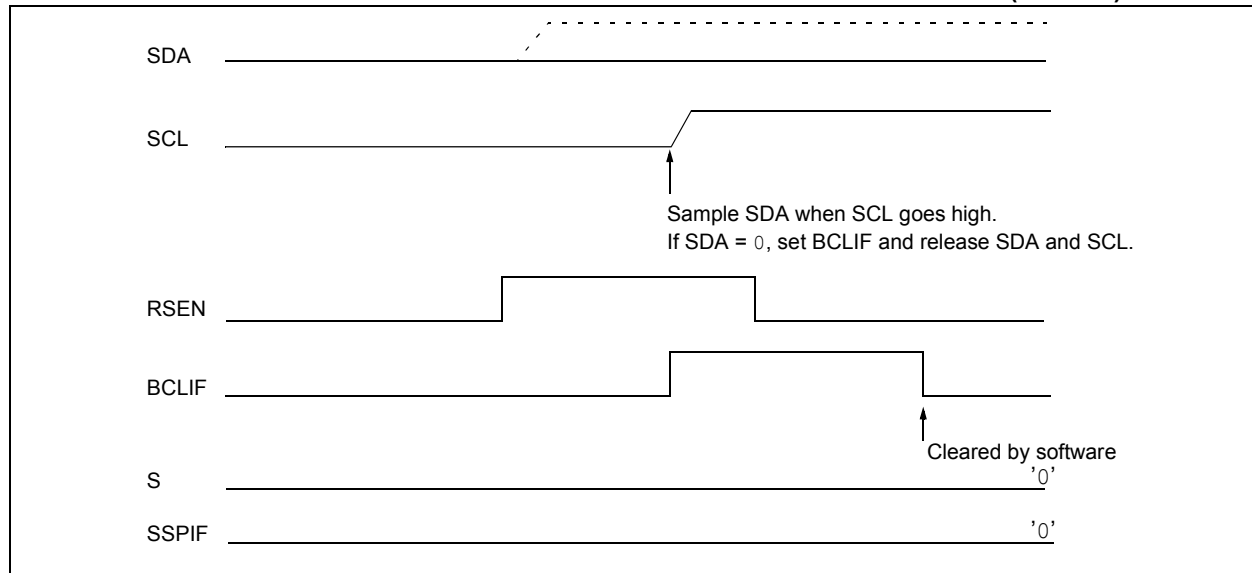 SDA
SCL
Sample SDA when SCL goes high.
If SDA = 0, set BCLIF and release SDA and SCL.
RSEN
BCLIF
Cleared by software
S
'0'
SSPIF
'0'